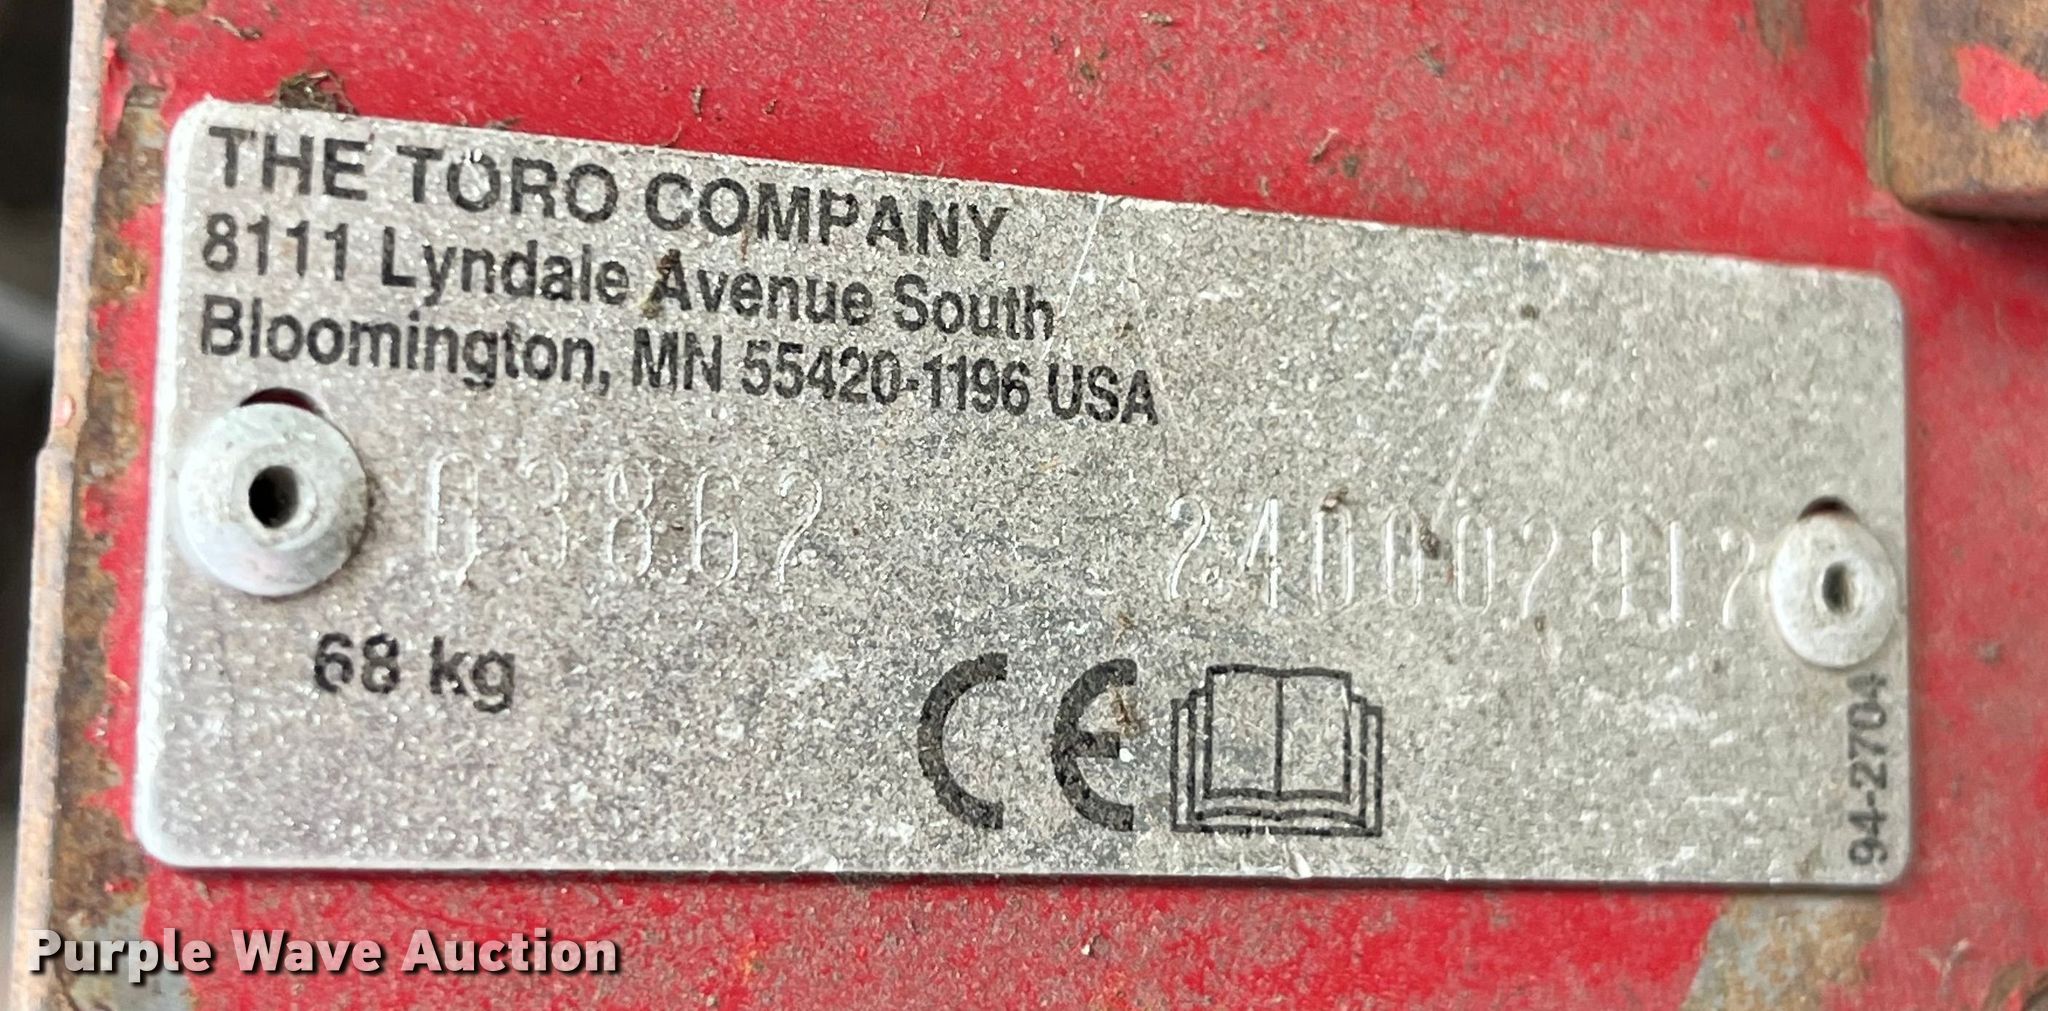 THE TORO COMPANY
8111 Lyndale Avenue South
Bloomington, MN 55420-1196 USA
03862 240002912
68 kg
CE
94-2704
Purple Wave Auction